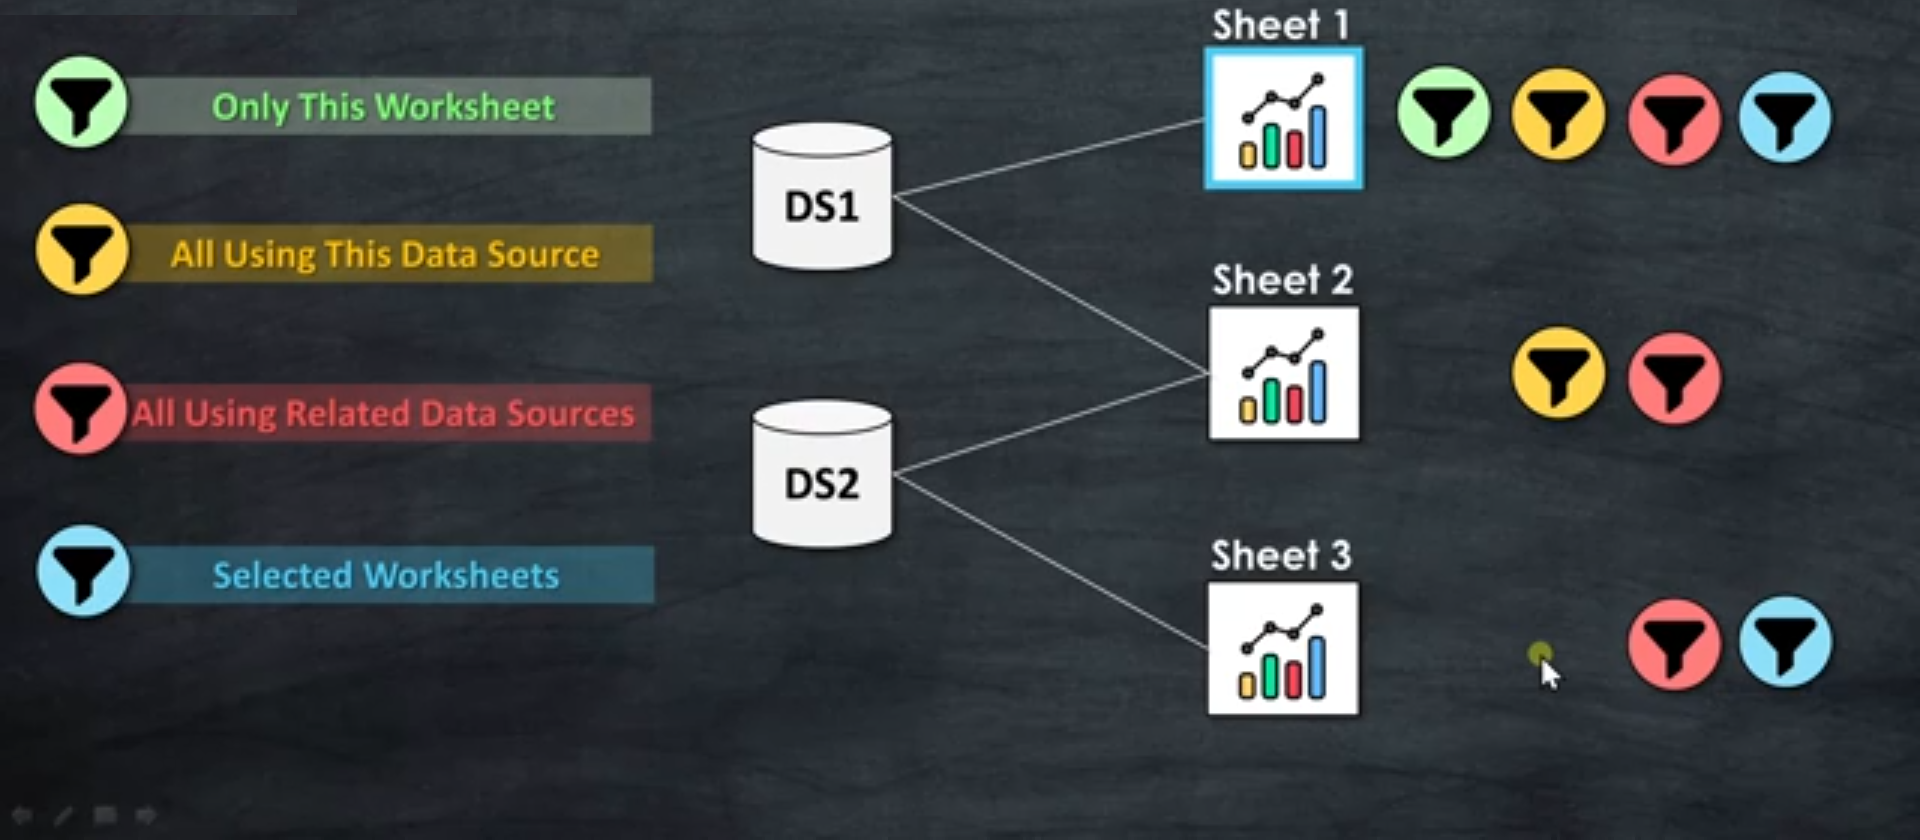 Only This Worksheet
All Using This Data Source
All Using Related Data Sources
Selected Worksheets
DS1
DS2
Sheet 1
Sheet 2
Sheet 3